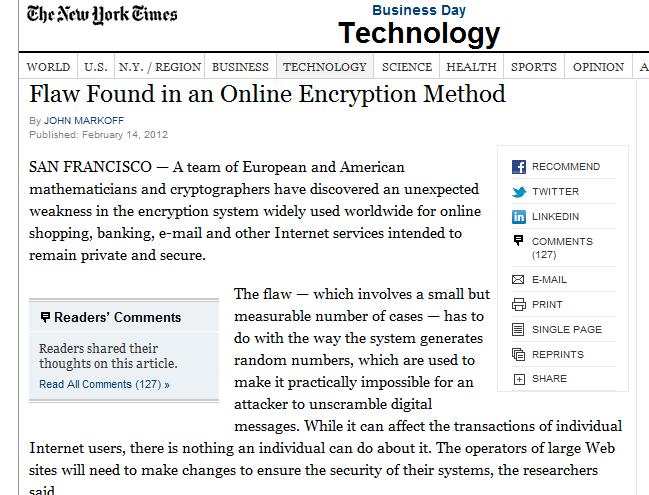 The New York Times
Business Day
Technology
WORLD U.S. N.Y. / REGION BUSINESS TECHNOLOGY SCIENCE HEALTH SPORTS OPINION A
Flaw Found in an Online Encryption Method
By JOHN MARKOFF
Published: February 14, 2012
SAN FRANCISCO — A team of European and American
mathematicians and cryptographers have discovered an unexpected
weakness in the encryption system widely used worldwide for online
shopping, banking, e-mail and other Internet services intended to
remain private and secure.
RECOMMEND
TWITTER
LINKEDIN
COMMENTS
(127)
E-MAIL
PRINT
SINGLE PAGE
REPRINTS
SHARE
Readers' Comments
Readers shared their
thoughts on this article.
Read All Comments (127) »
The flaw — which involves a small but
measurable number of cases — has to
do with the way the system generates
random numbers, which are used to
make it practically impossible for an
attacker to unscramble digital
messages. While it can affect the transactions of individual
Internet users, there is nothing an individual can do about it. The operators of large Web
sites will need to make changes to ensure the security of their systems, the researchers
said